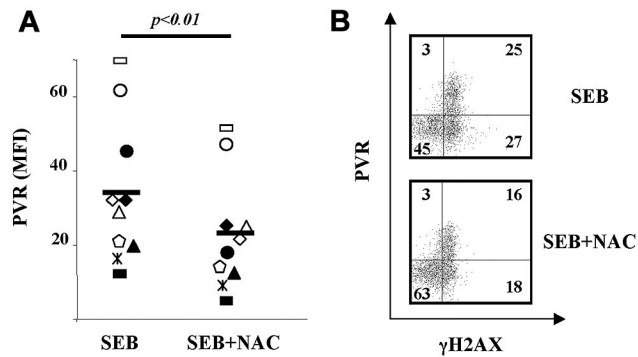 A
p<0.01
PVR (MFI)
60
40
20
SEB
SEB+NAC
B
3
25
45
27
SEB
3
16
63
18
SEB+NAC
PVR
γH2AX